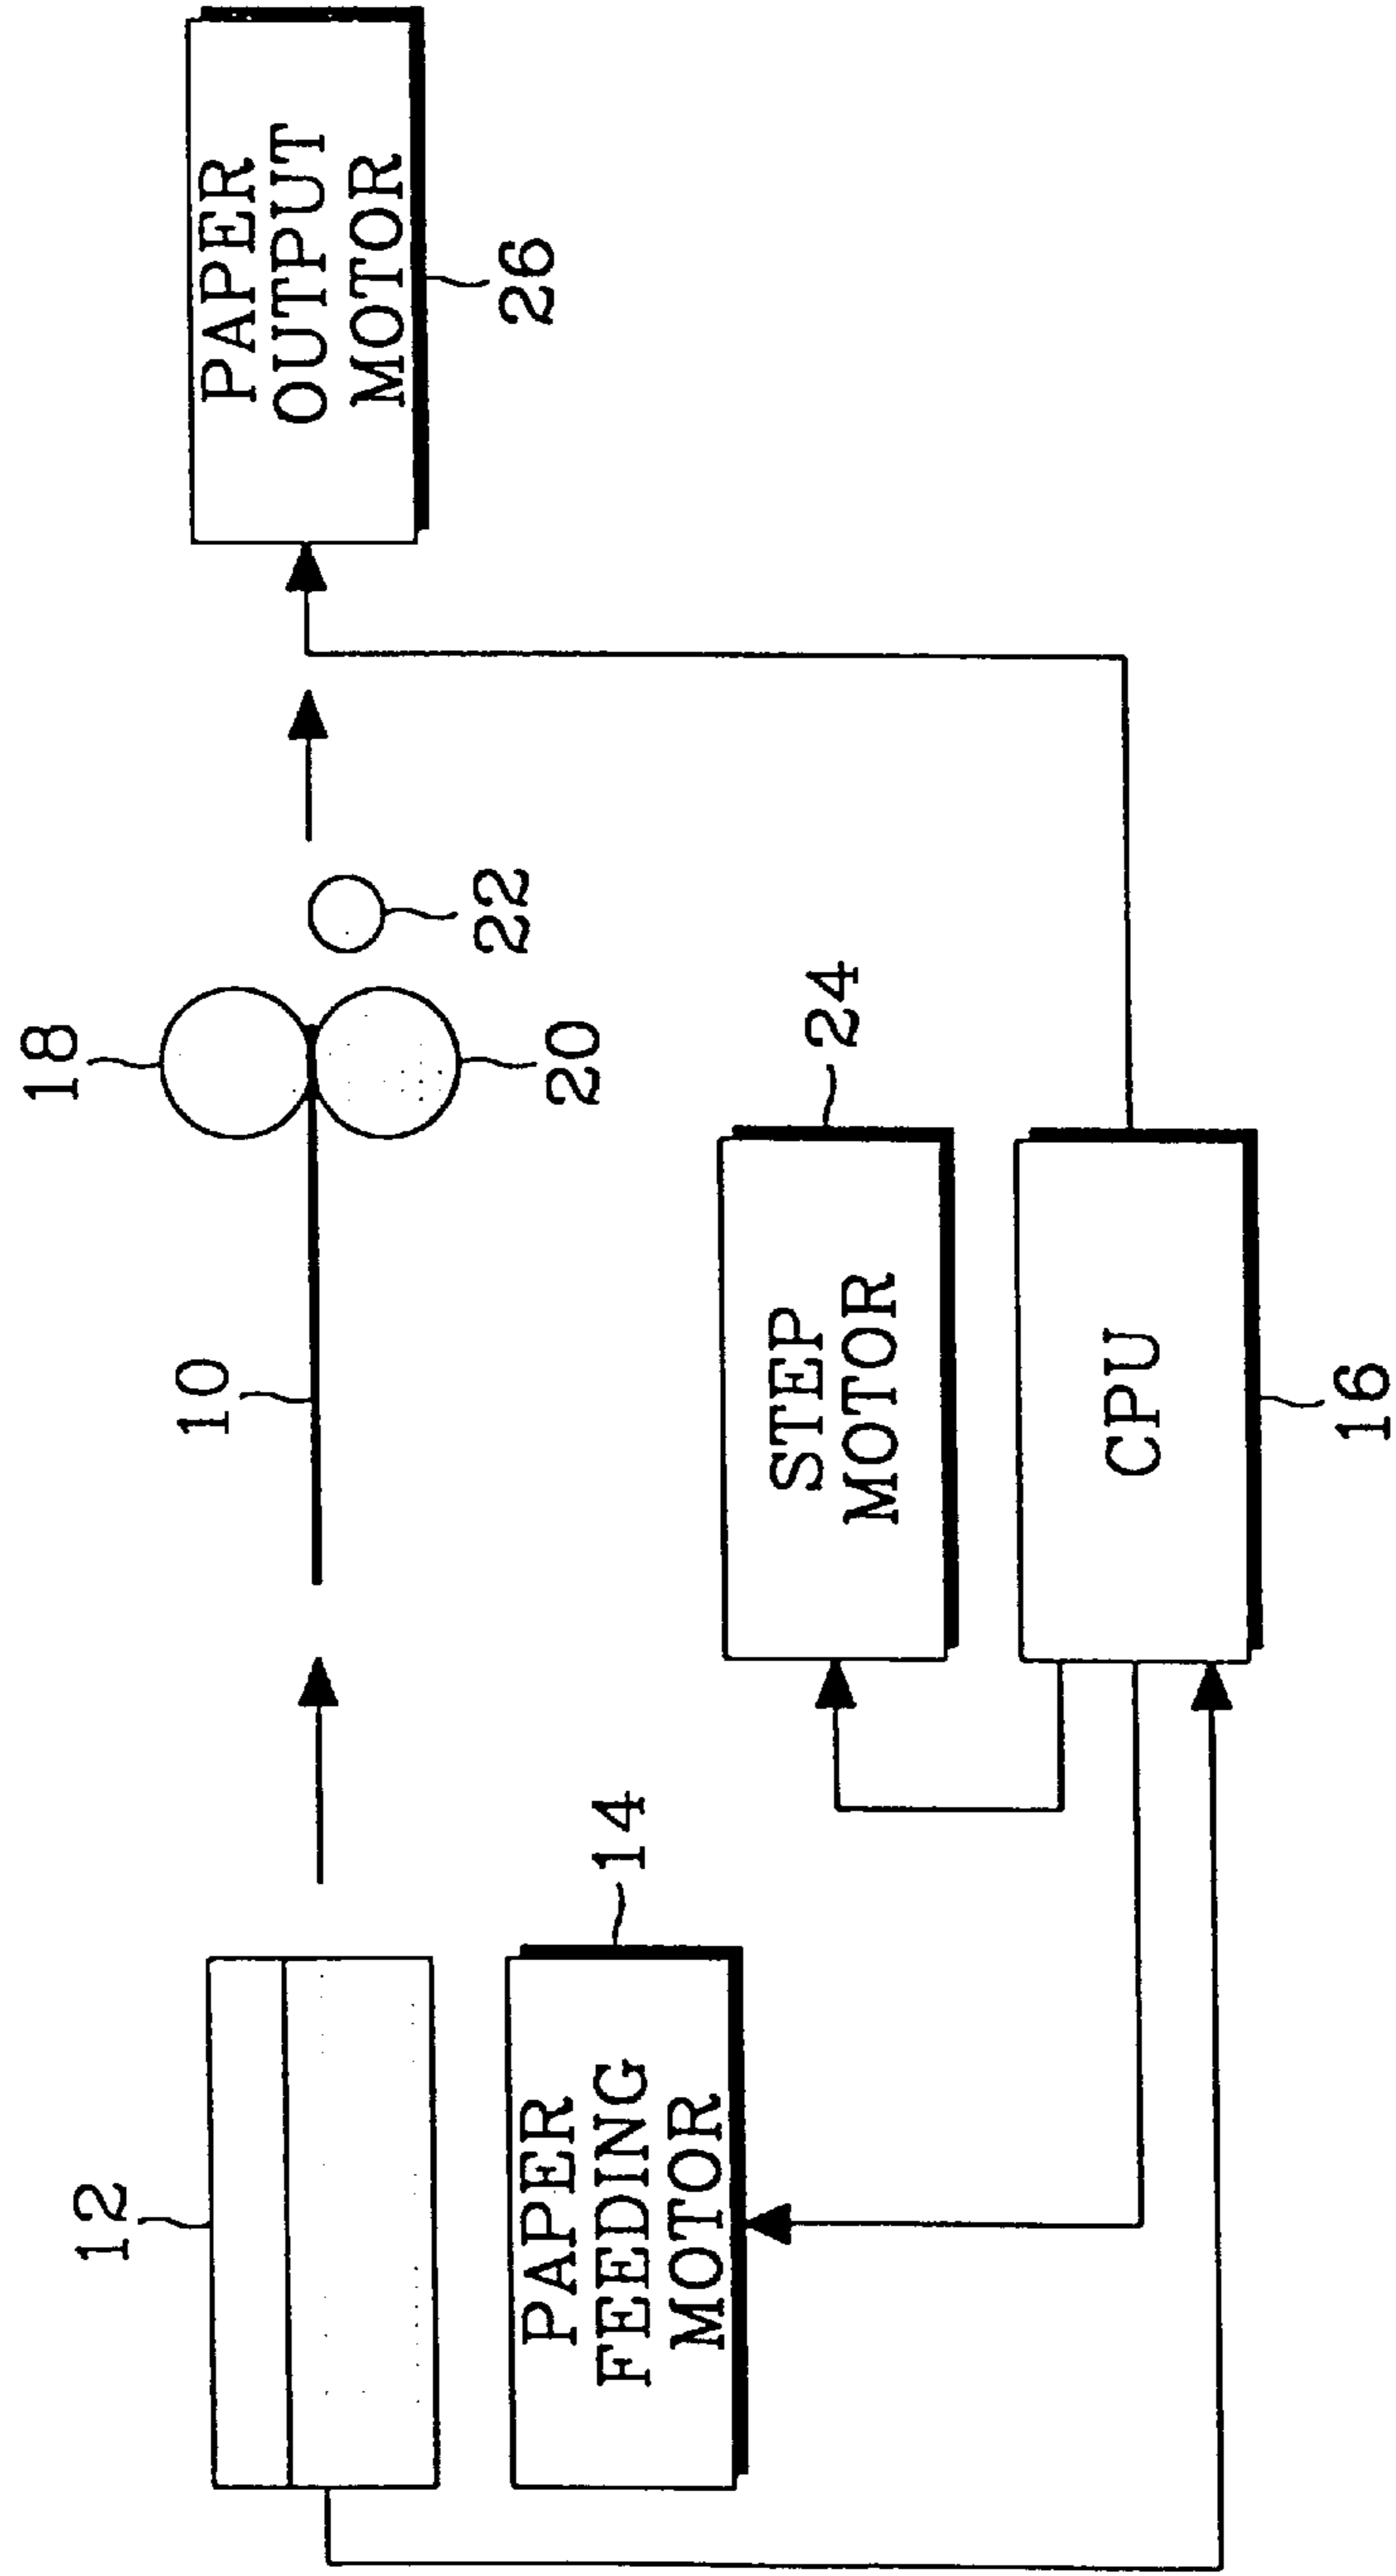 18
12
10
PAPER
OUTPUT
MOTOR
22
26
20
14
24
PAPER
FEEDING
MOTOR
STEP
MOTOR
CPU
16